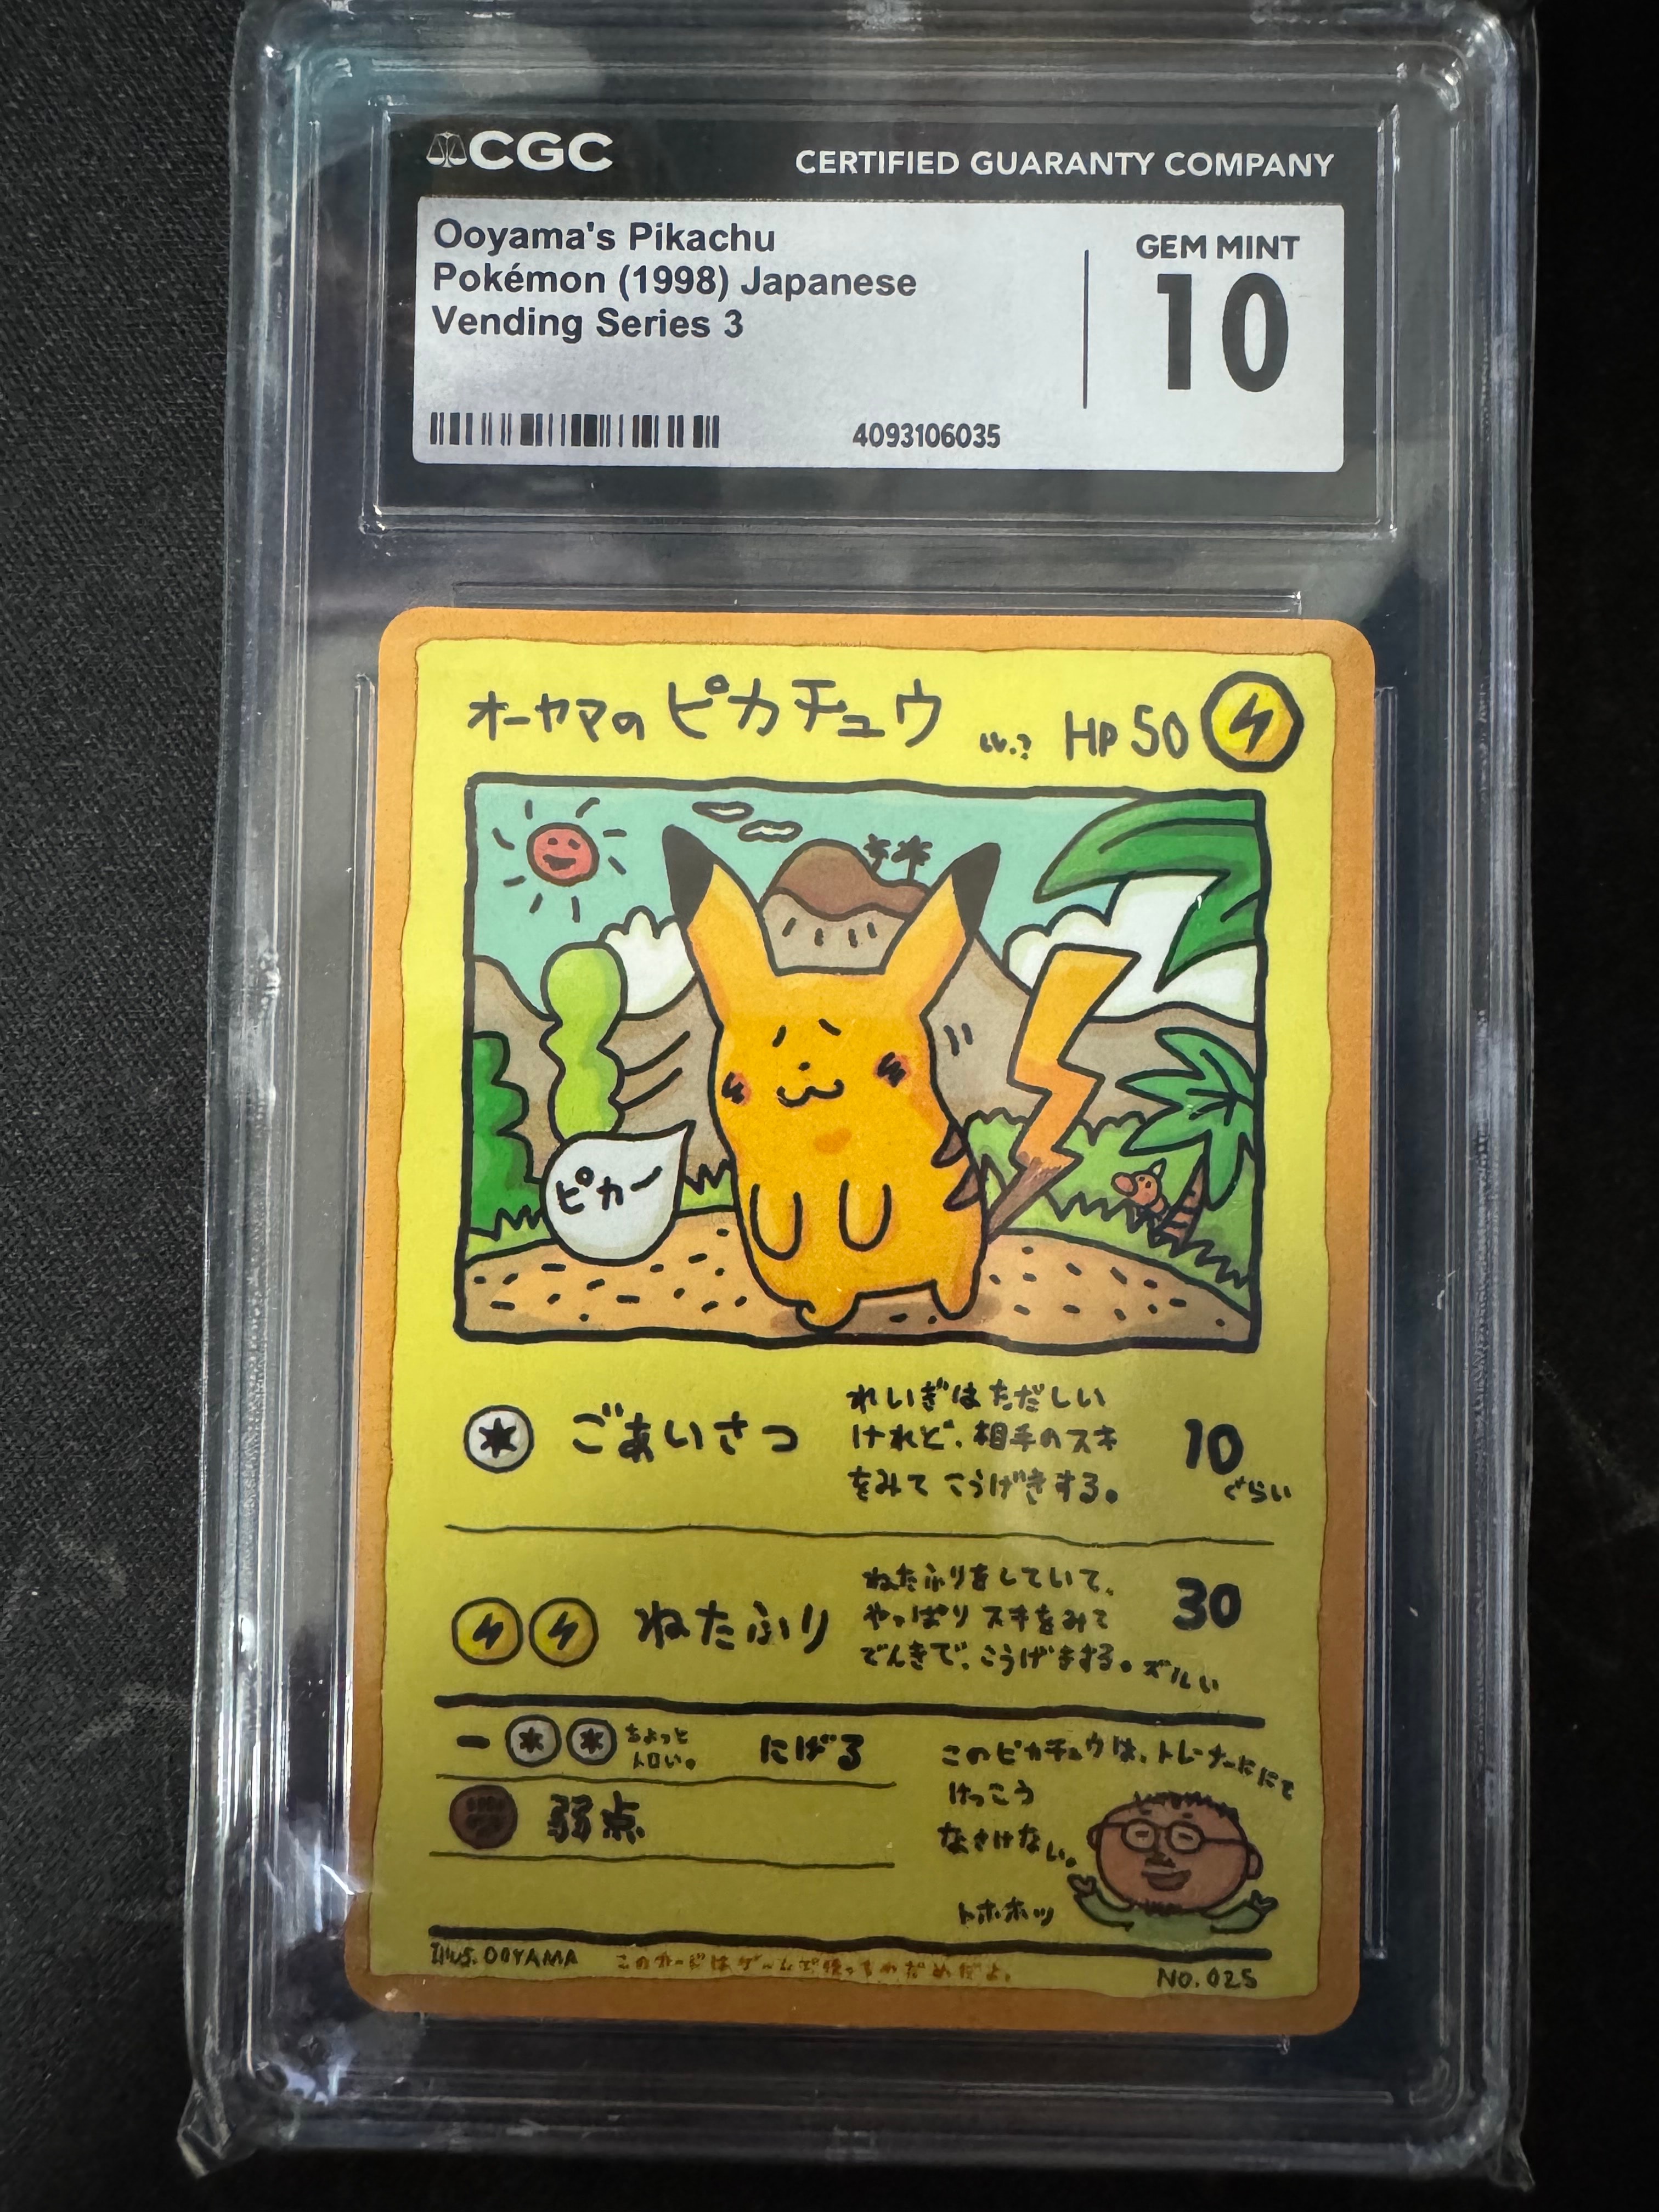 CGC
CERTIFIED GUARANTY COMPANY
Ooyama's Pikachu
Pokémon (1998) Japanese
Vending Series 3
GEM MINT
10
4093106035
オーヤマの ピカチュウ LV.? HP 50
ピカー
ごあいさつ
れいぎは ただしい
けれど、相手のスキ
をみて こうげきする。
10
ぐらい
ねたふり
ねたふりをしていて、
やっぱり スキをみて
でんきで、こうげきする。ズルい
30
ー
ちょっと
トロい。
にげる
弱点
このピカチュウは、トレーナーににて
けっこう
なさけない。
トホホッ
Illus. OOYAMA
このカードはゲームで使っちゃだめだよ。
NO. 025